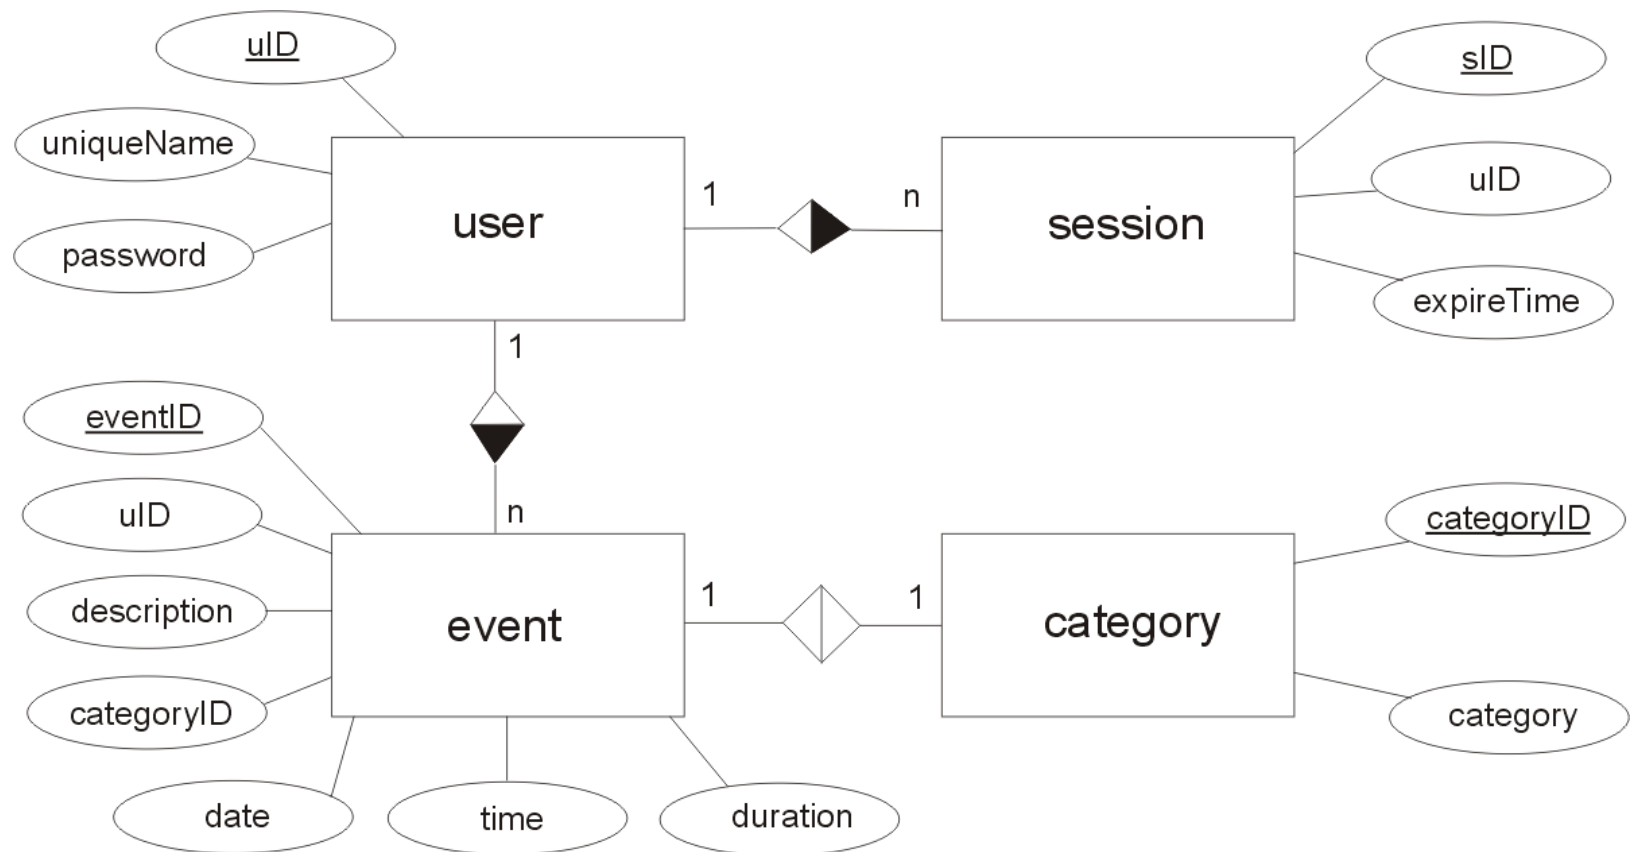 uID
sID
uniqueName
password
user
1
n
session
uID
expireTime
1
eventID
uID
description
categoryID
n
event
1
1
category
categoryID
category
date
time
duration